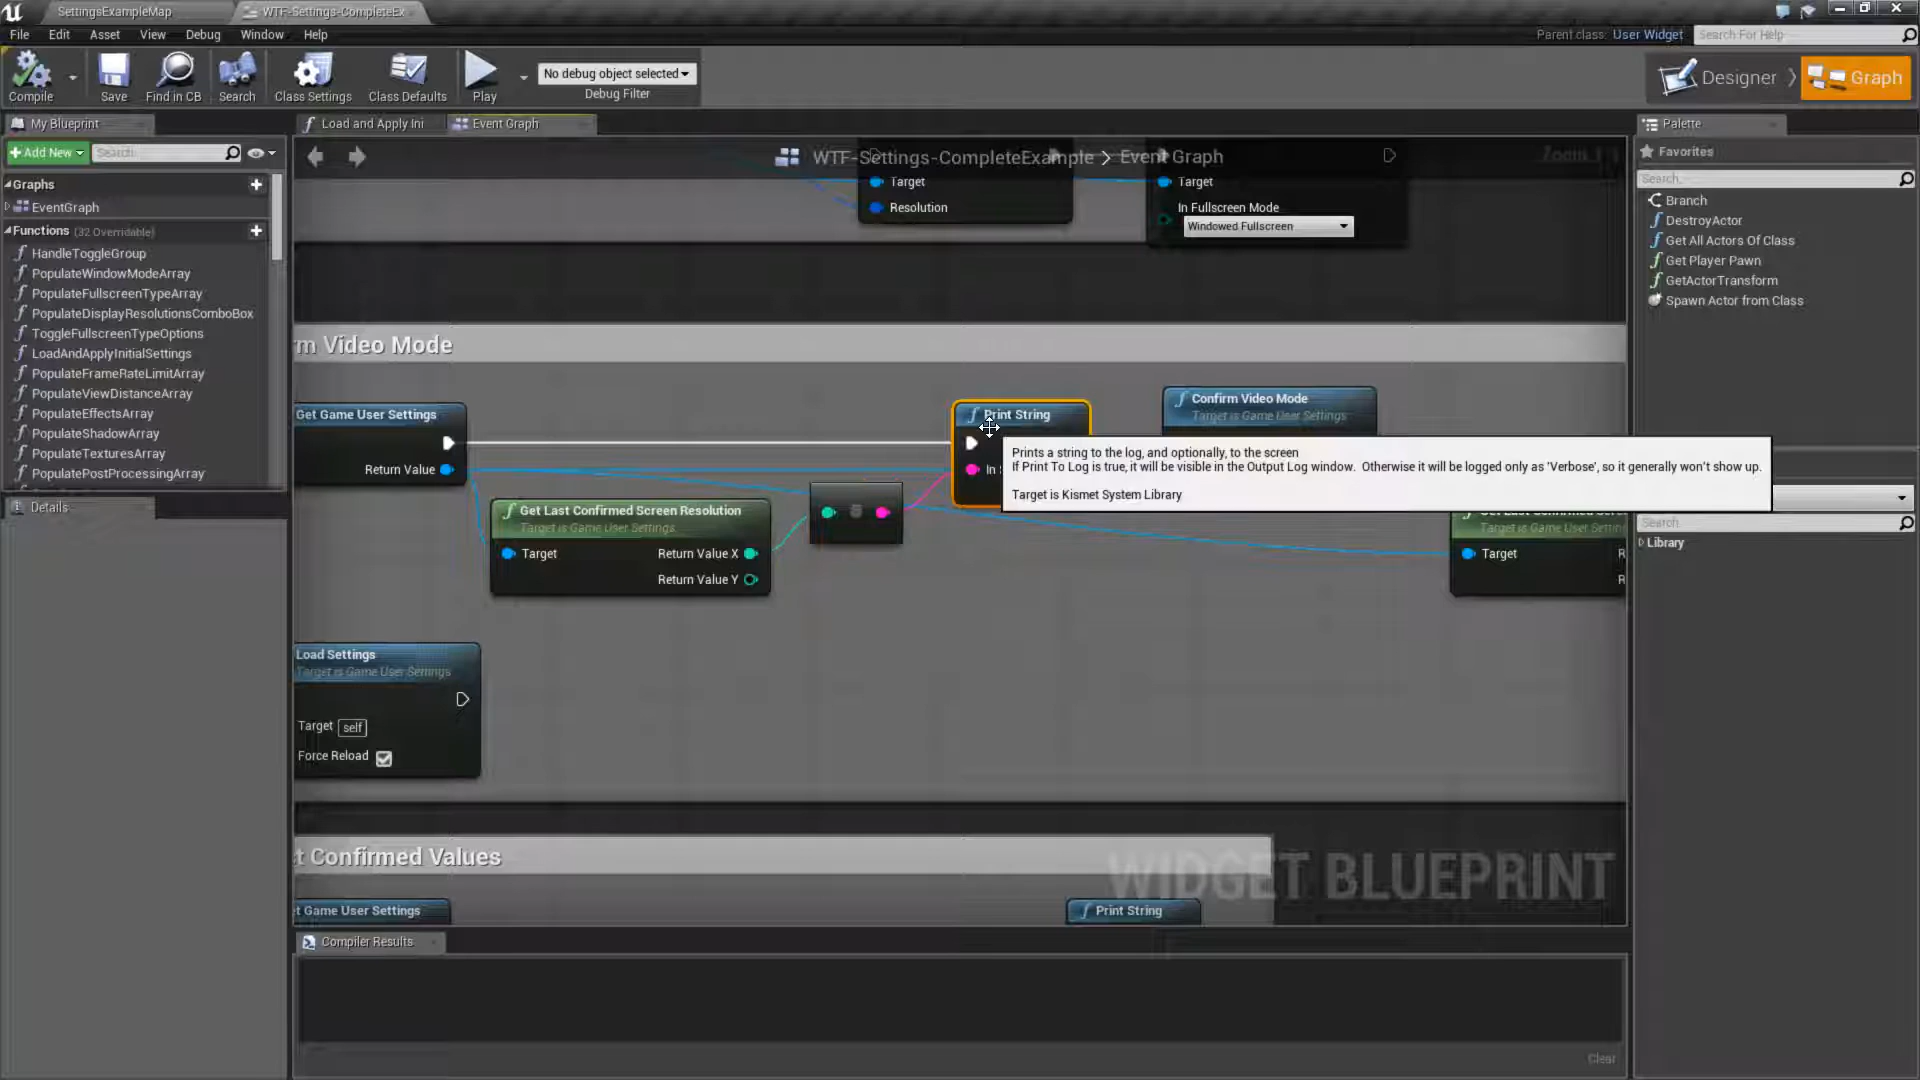 SettingsExampleMap
WTF-Settings-CompleteEx
File
Edit
Asset
View
Debug
Window
Help
Parent class: User Widget
Search For Help
Compile
Save
Find in CB
Search
Class Settings
Class Defaults
Play
No debug object selected
Debug Filter
Designer
Graph
My Blueprint
Load and Apply Ini
Event Graph
Palette
+Add New
Search
WTF-Settings-CompleteExample > Event Graph
Zoom 1:1
Favorites
Search
Graphs
EventGraph
Functions (32 Overridable)
HandleToggleGroup
PopulateWindowModeArray
PopulateFullscreenTypeArray
PopulateDisplayResolutionsComboBox
ToggleFullscreenTypeOptions
LoadAndApplyInitialSettings
PopulateFrameRateLimitArray
PopulateViewDistanceArray
PopulateEffectsArray
PopulateShadowArray
PopulateTexturesArray
PopulatePostProcessingArray
Details
Target
Resolution
Target
In Fullscreen Mode
Windowed Fullscreen
Branch
DestroyActor
Get All Actors Of Class
Get Player Pawn
GetActorTransform
Spawn Actor from Class
m Video Mode
Get Game User Settings
Return Value
Print String
In S
Confirm Video Mode
Target is Game User Settings
Prints a string to the log, and optionally, to the screen
If Print To Log is true, it will be visible in the Output Log window. Otherwise it will be logged only as 'Verbose', so it generally won't show up.
Target is Kismet System Library
Get Last Confirmed Screen Resolution
Target is Game User Settings
Target
Return Value X
Return Value Y
Target is Game User Settin
Target
R
R
Search
Library
Load Settings
Target is Game User Settings
Target self
Force Reload
t Confirmed Values
WIDGET BLUEPRINT
t Game User Settings
Print String
Compiler Results
Clear